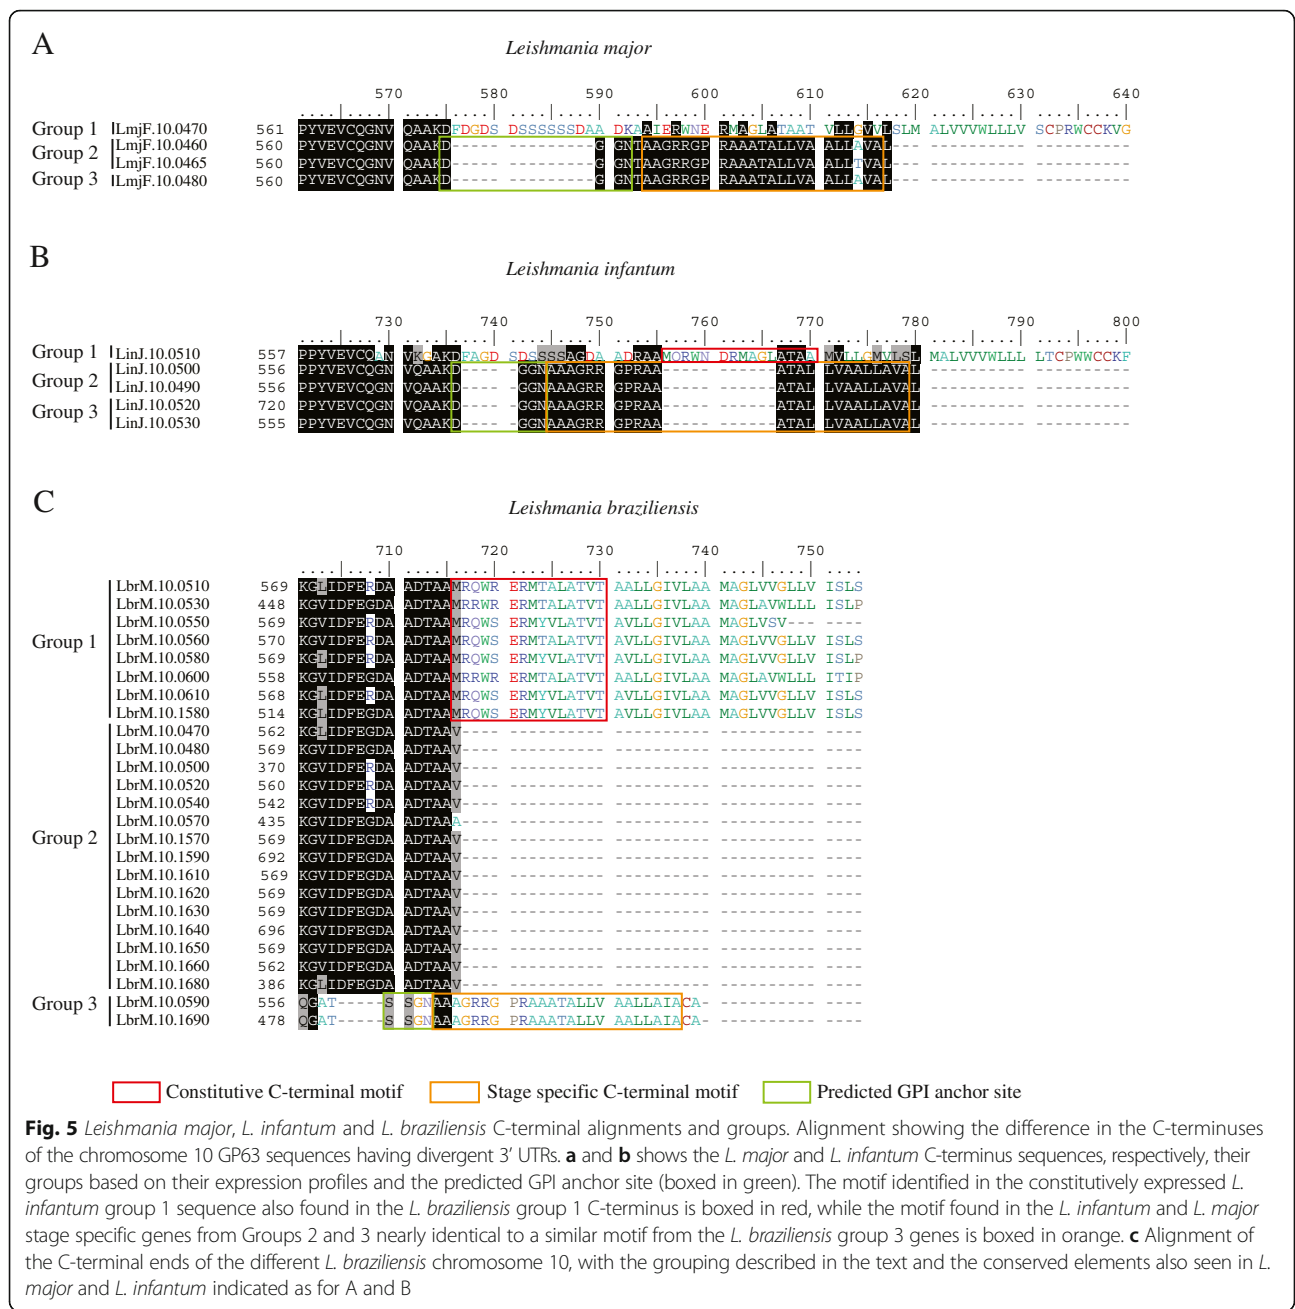 A
Leishmania major
570 580 590 600 610 620 630 640
Group 1 LmjF.10.0470 561 PYVEVCQGNV QAAKDFDGDS DSSSSSSDAA DKAAIERWNE RMAGLATAAT VLLGVVLSLM ALVVVWLLLV SCPRWCCKVG
Group 2 LmjF.10.0460 560 PYVEVCQGNV QAAKD----- ---------G GNTAAGRRGP RAAATALLVA ALLAVAL--- ---------- ----------
LmjF.10.0465 560 PYVEVCQGNV QAAKD----- ---------G GNTAAGRRGP RAAATALLVA ALLTVAL--- ---------- ----------
Group 3 LmjF.10.0480 560 PYVEVCQGNV QAAKD----- ---------G GNTAAGRRGP RAAATALLVA ALLAVAL--- ---------- ----------
B
Leishmania infantum
730 740 750 760 770 780 790 800
Group 1 LinJ.10.0510 557 PPYVEVCQAN VKGAKDFAGD SDSSSSAGDA ADRAAMQRWN DRMAGLATAA MVLLGMVLSL MALVVVWLLL LTCPWWCCKF
Group 2 LinJ.10.0500 556 PPYVEVCQGN VQAAKD---- --GGNAAAGRR GPRAA----- ------ATAL LVAALLAVAL ---------- ----------
LinJ.10.0490 556 PPYVEVCQGN VQAAKD---- --GGNAAAGRR GPRAA----- ------ATAL LVAALLAVAL ---------- ----------
Group 3 LinJ.10.0520 720 PPYVEVCQGN VQAAKD---- --GGNAAAGRR GPRAA----- ------ATAL LVAALLAVAL ---------- ----------
LinJ.10.0530 555 PPYVEVCQGN VQAAKD---- --GGNAAAGRR GPRAA----- ------ATAL LVAALLAVAL ---------- ----------
C
Leishmania braziliensis
710 720 730 740 750
LbrM.10.0510 569 KGLIDFERDA ADTAAMRQWR ERMTALATVT AALLGIVLAA MAGLVVGLLV ISLS
LbrM.10.0530 448 KGVIDFEGDA ADTAAMRRWR ERMTALATVT AALLGIVLAA MAGLAVWLLL ISLP
LbrM.10.0550 569 KGVIDFERDA ADTAAMRQWS ERMYVLATVT AVLLGIVLAA MAGLVSV--- ----
Group 1 LbrM.10.0560 570 KGVIDFERDA ADTAAMRQWS ERMTALATVT AVLLGIVLAA MAGLVVGLLV ISLS
LbrM.10.0580 569 KGLIDFERDA ADTAAMRQWS ERMYVLATVT AVLLGIVLAA MAGLVVGLLV ISLP
LbrM.10.0600 558 KGVIDFEGDA ADTAAMRRWR ERMTALATVT AALLGIVLAA MAGLAVWLLL ITIP
LbrM.10.0610 568 KGLIDFERDA ADTAAMRQWS ERMYVLATVT AVLLGIVLAA MAGLVVGLLV ISLS
LbrM.10.1580 514 KGLIDFEGDA ADTAAMRQWS ERMYVLATVT AVLLGIVLAA MAGLVVGLLV ISLS
LbrM.10.0470 562 KGLIDFEGDA ADTAAV---- ---------- ---------- ---------- ----
LbrM.10.0480 569 KGVIDFEGDA ADTAAV---- ---------- ---------- ---------- ----
LbrM.10.0500 370 KGVIDFERDA ADTAAV---- ---------- ---------- ---------- ----
LbrM.10.0520 560 KGVIDFERDA ADTAAV---- ---------- ---------- ---------- ----
LbrM.10.0540 542 KGVIDFERDA ADTAAV---- ---------- ---------- ---------- ----
LbrM.10.0570 435 KGVIDFEGDA ADTAAA---- ---------- ---------- ---------- ----
Group 2 LbrM.10.1570 569 KGVIDFEGDA ADTAAV---- ---------- ---------- ---------- ----
LbrM.10.1590 692 KGVIDFEGDA ADTAAV---- ---------- ---------- ---------- ----
LbrM.10.1610 569 KGVIDFEGDA ADTAAV---- ---------- ---------- ---------- ----
LbrM.10.1620 569 KGVIDFEGDA ADTAAV---- ---------- ---------- ---------- ----
LbrM.10.1630 569 KGVIDFEGDA ADTAAV---- ---------- ---------- ---------- ----
LbrM.10.1640 696 KGVIDFEGDA ADTAAV---- ---------- ---------- ---------- ----
LbrM.10.1650 569 KGVIDFEGDA ADTAAV---- ---------- ---------- ---------- ----
LbrM.10.1660 562 KGVIDFEGDA ADTAAV---- ---------- ---------- ---------- ----
LbrM.10.1680 386 KGLIDFEGDA ADTAAV---- ---------- ---------- ---------- ----
Group 3 LbrM.10.0590 556 QGAT----S SGNAAAGRRG PRAAATALLV AALLAIACA- ---------- ----
LbrM.10.1690 478 QGAT----S SGNAAAGRRG PRAAATALLV AALLAIACA- ---------- ----
Constitutive C-terminal motif Stage specific C-terminal motif Predicted GPI anchor site
Fig. 5 Leishmania major, L. infantum and L. braziliensis C-terminal alignments and groups. Alignment showing the difference in the C-terminuses
of the chromosome 10 GP63 sequences having divergent 3′ UTRs. a and b shows the L. major and L. infantum C-terminus sequences, respectively, their
groups based on their expression profiles and the predicted GPI anchor site (boxed in green). The motif identified in the constitutively expressed L.
infantum group 1 sequence also found in the L. braziliensis group 1 C-terminus is boxed in red, while the motif found in the L. infantum and L. major
stage specific genes from Groups 2 and 3 nearly identical to a similar motif from the L. braziliensis group 3 genes is boxed in orange. c Alignment of
the C-terminal ends of the different L. braziliensis chromosome 10, with the grouping described in the text and the conserved elements also seen in L.
major and L. infantum indicated as for A and B